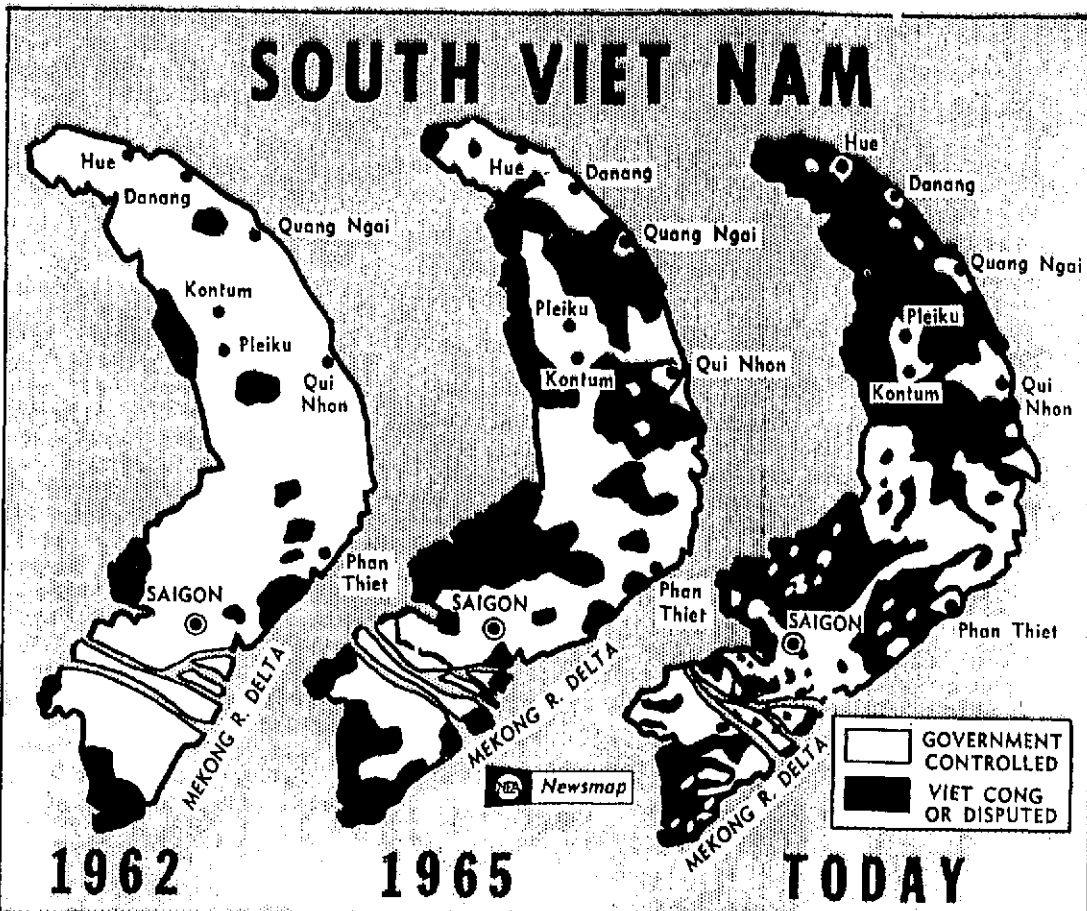 SOUTH VIET NAM
Hue
Danang
Quang Ngai
Kontum
Pleiku
Qui
Nhon
Phan
Thiet
SAIGON
MEKONG R. DELTA
1962
Hue
Danang
Quang Ngai
Pleiku
Kontum
Qui Nhon
Phan
Thiet
SAIGON
MEKONG R. DELTA
NEA Newsmap
1965
Hue
Danang
Quang Ngai
Pleiku
Kontum
Qui
Nhon
Phan Thiet
SAIGON
MEKONG R. DELTA
TODAY
GOVERNMENT
CONTROLLED
VIET CONG
OR DISPUTED